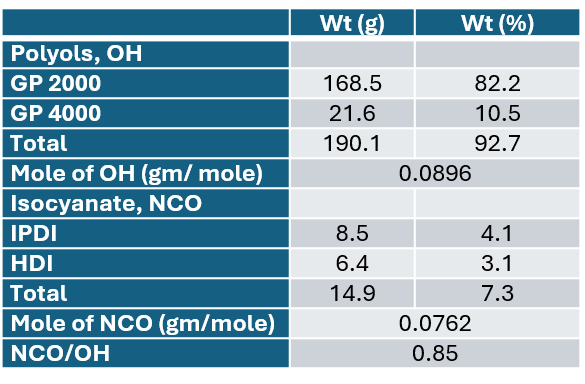 Wt (g) Wt (%)
Polyols, OH
GP 2000 168.5 82.2
GP 4000 21.6 10.5
Total 190.1 92.7
Mole of OH (gm/ mole) 0.0896
Isocyanate, NCO
IPDI 8.5 4.1
HDI 6.4 3.1
Total 14.9 7.3
Mole of NCO (gm/mole) 0.0762
NCO/OH 0.85